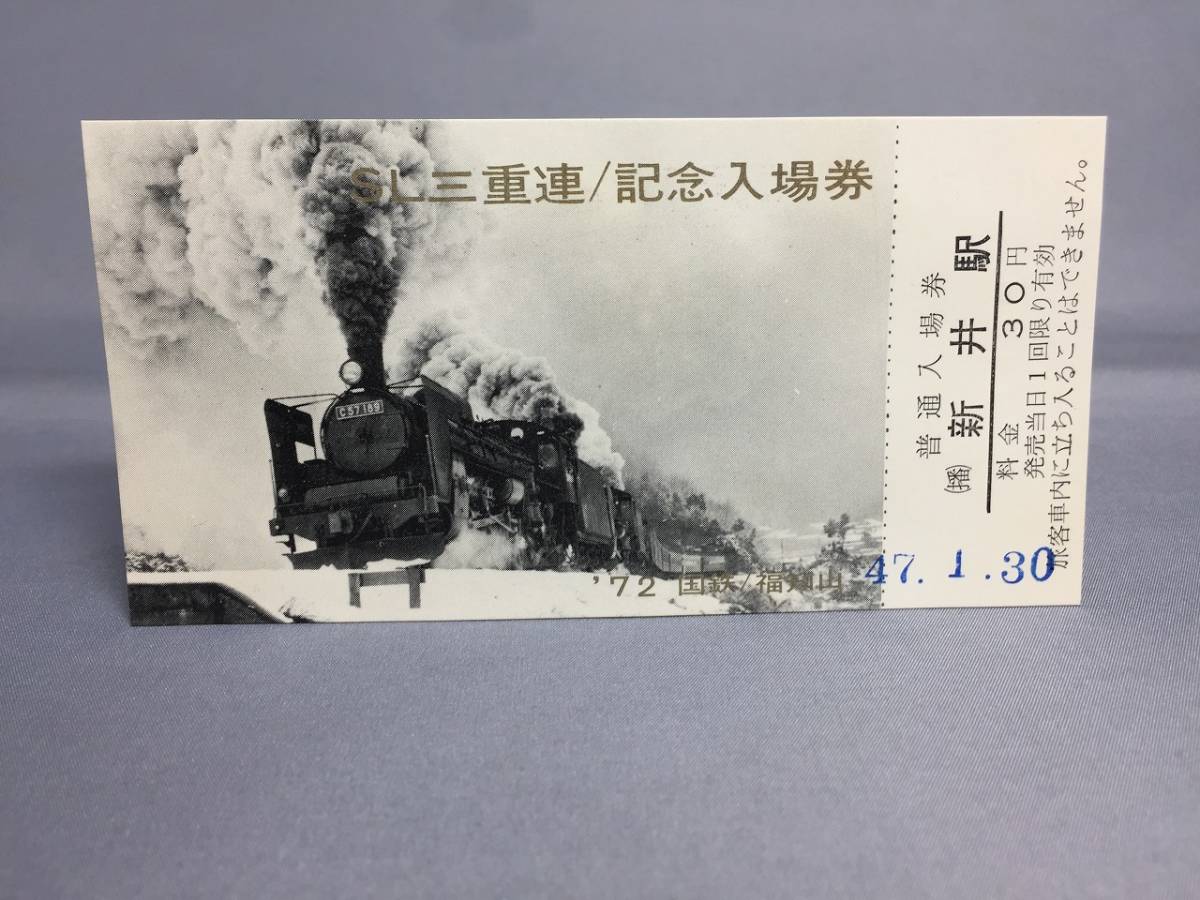 SL三重連/記念入場券
C57 189
'72 国鉄/福知山
普通入場券
(播) 新井駅
料金 30円
発売当日1回限り有効
旅客車内に立ち入ることはできません。
47. 1. 30